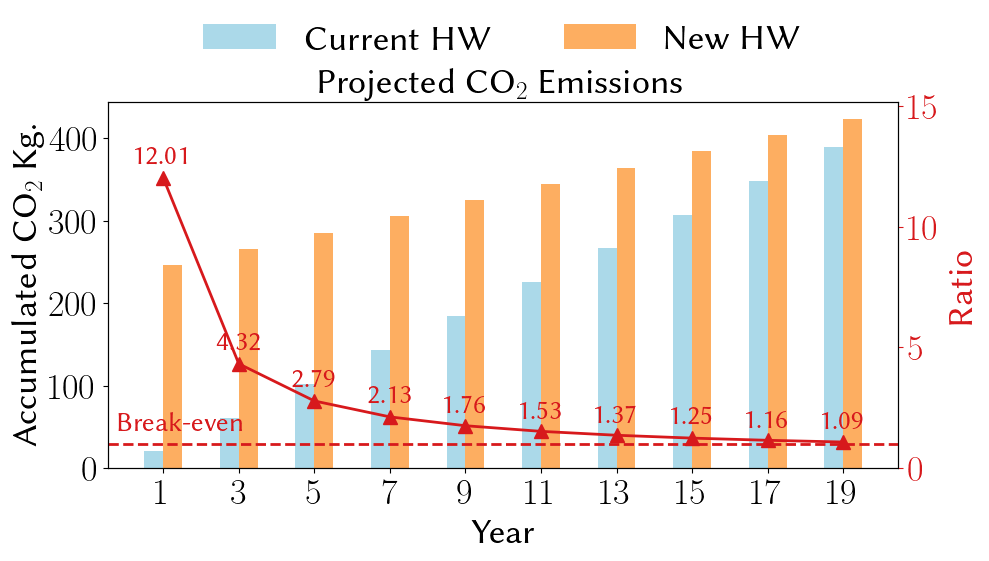 Current HW New HW
Projected CO₂ Emissions
Accumulated CO₂ Kg.
400
300
200
100
0
15
10
5
0
Ratio
12.01
4.32
2.79
2.13
1.76
1.53
1.37
1.25
1.16
1.09
Break-even
1 3 5 7 9 11 13 15 17 19
Year